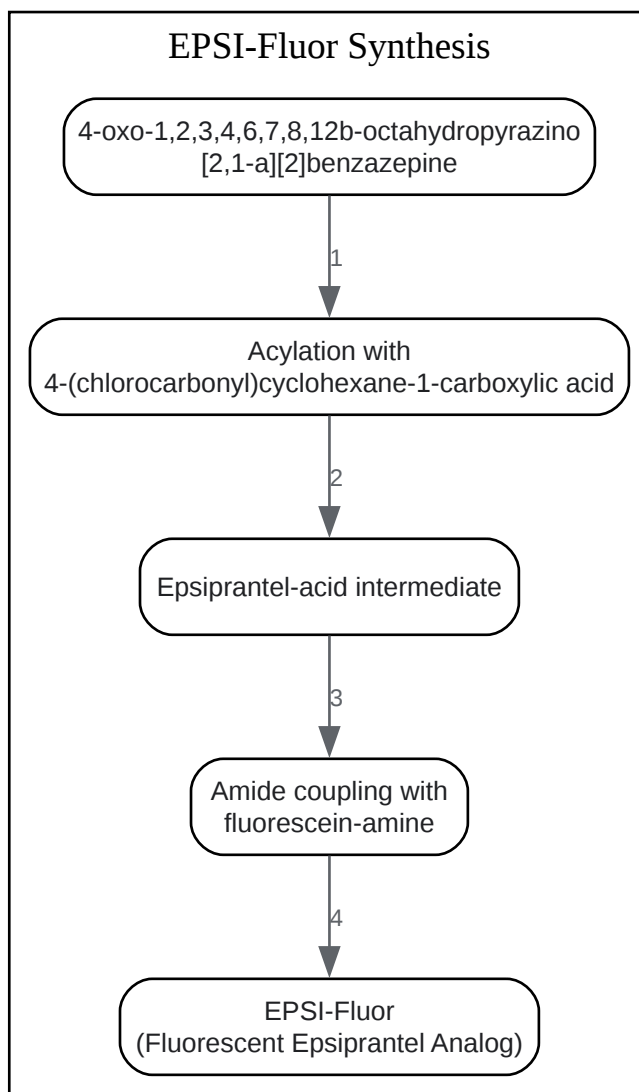 EPSI-Fluor Synthesis
4-oxo-1,2,3,4,6,7,8,12b-octahydropyrazino
[2,1-a][2]benzazepine
1
Acylation with
4-(chlorocarbonyl)cyclohexane-1-carboxylic acid
2
Epsiprantel-acid intermediate
3
Amide coupling with
fluorescein-amine
4
EPSI-Fluor
(Fluorescent Epsiprantel Analog)